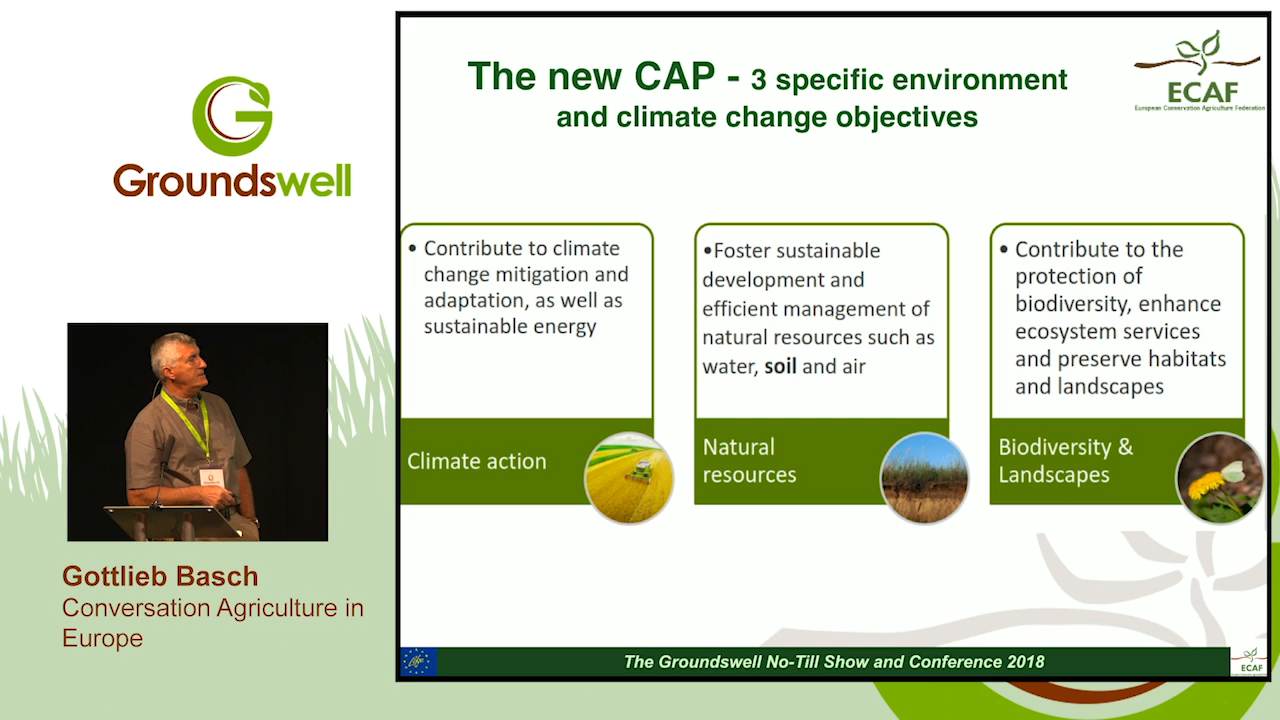 Groundswell
Gottlieb Basch
Conversation Agriculture in
Europe
The new CAP - 3 specific environment
and climate change objectives
ECAF
European Conservation Agriculture Federation
• Contribute to climate
change mitigation and
adaptation, as well as
sustainable energy
Climate action
•Foster sustainable
development and
efficient management of
natural resources such as
water, soil and air
Natural
resources
• Contribute to the
protection of
biodiversity, enhance
ecosystem services
and preserve habitats
and landscapes
Biodiversity &
Landscapes
life
The Groundswell No-Till Show and Conference 2018
ECAF